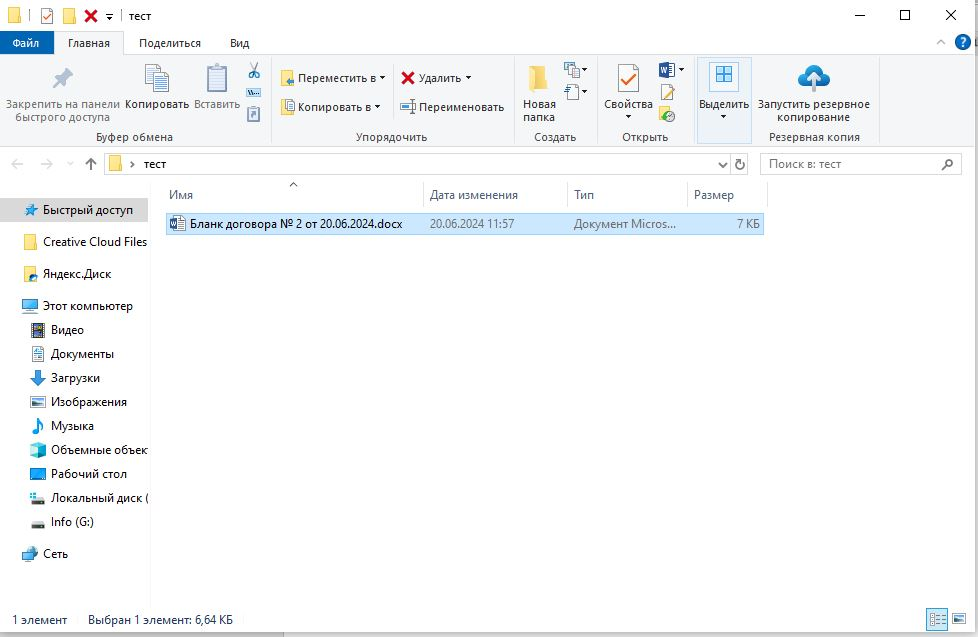 тест
Файл
Главная
Поделиться
Вид
Закрепить на панели
быстрого доступа
Копировать
Вставить
Переместить в
Копировать в
Удалить
Переименовать
Новая
папка
Свойства
Выделить
Запустить резервное
копирование
Буфер обмена
Упорядочить
Создать
Открыть
Резервная копия
тест
Поиск в: тест
Имя
Дата изменения
Тип
Размер
Бланк договора № 2 от 20.06.2024.docx
20.06.2024 11:57
Документ Micros...
7 КБ
Быстрый доступ
Creative Cloud Files
Яндекс.Диск
Этот компьютер
Видео
Документы
Загрузки
Изображения
Музыка
Объемные объек
Рабочий стол
Локальный диск (
Info (G:)
Сеть
1 элемент
Выбран 1 элемент: 6,64 КБ